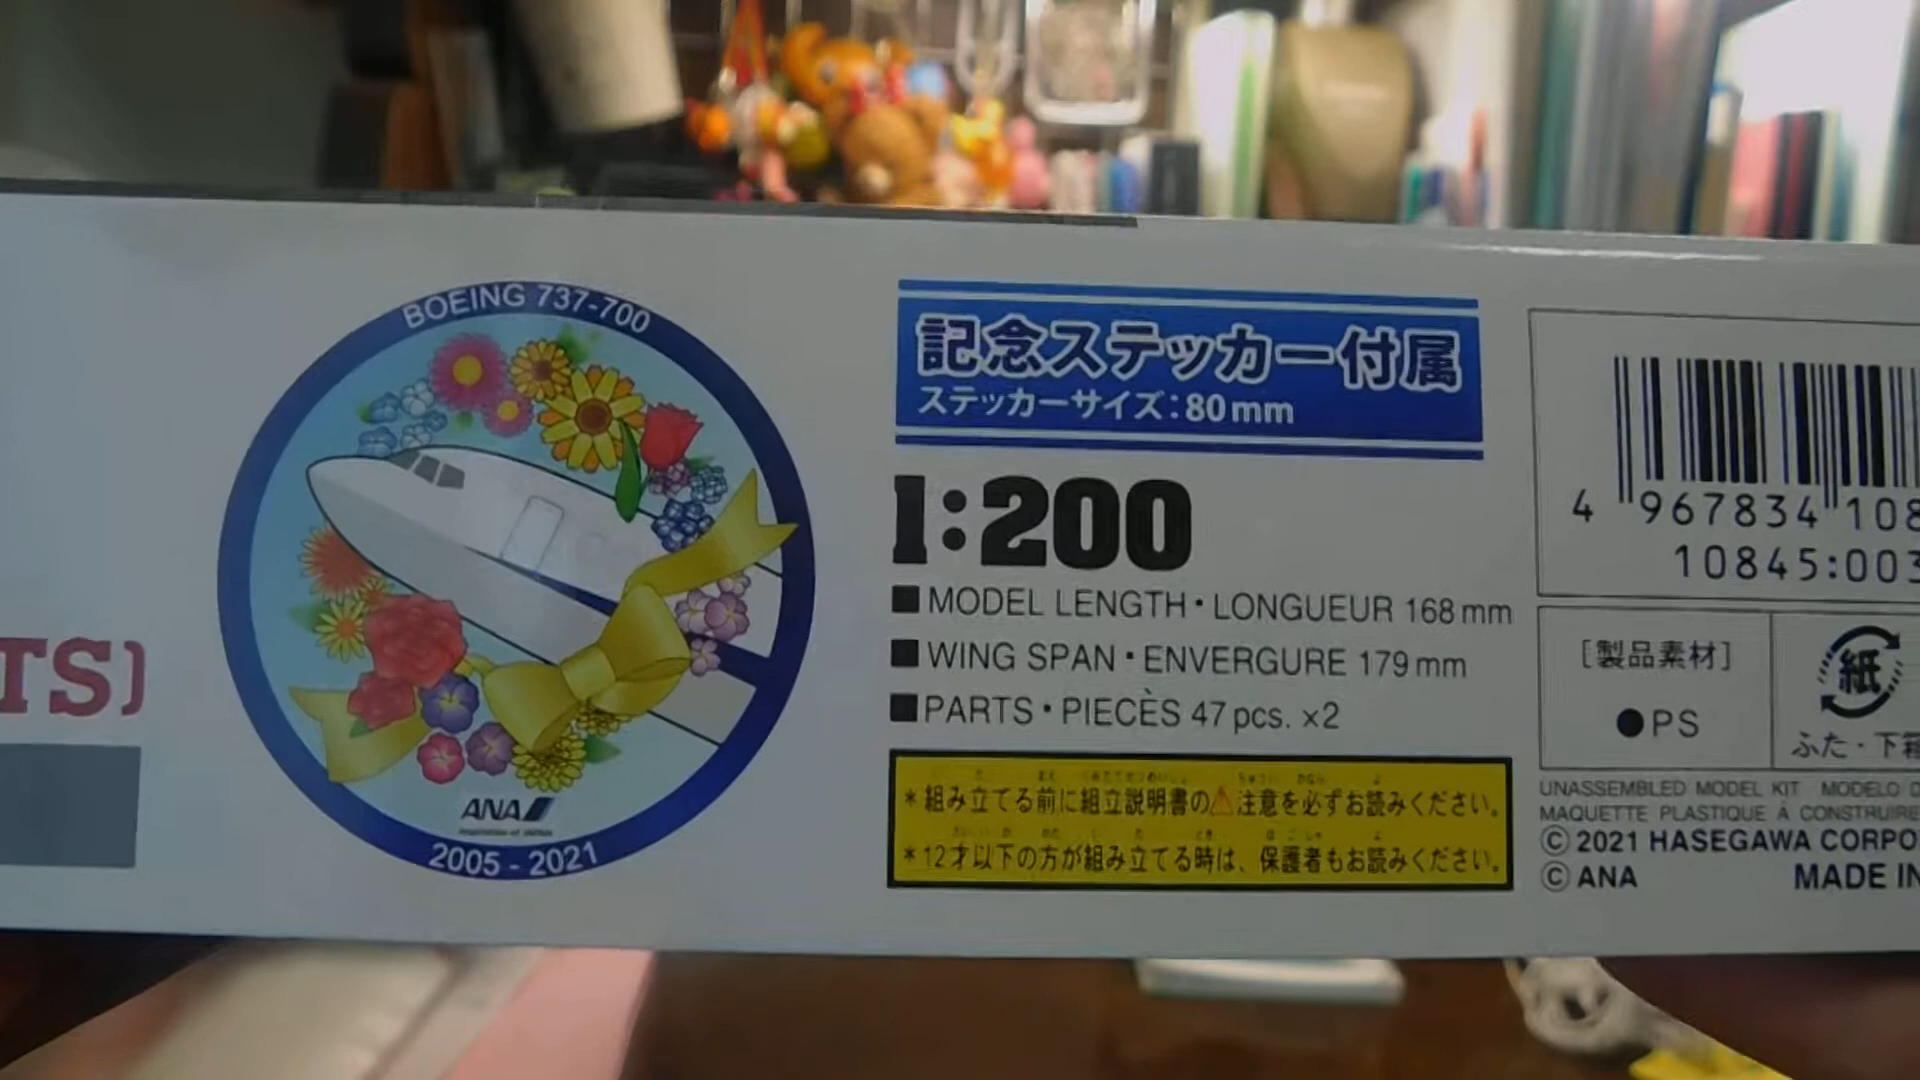 TS)
BOEING 737-700
ANA
2005 - 2021
記念ステッカー付属
ステッカーサイズ:80mm
1:200
■MODEL LENGTH・LONGUEUR 168mm
■WING SPAN・ENVERGURE 179mm
■PARTS・PIECÈS 47pcs. ×2
*組み立てる前に組立説明書の⚠注意を必ずお読みください。
*12才以下の方が組み立てる時は、保護者もお読みください。
4 967834 108
10845:003
[製品素材]
●PS
紙
ふた・下箱
UNASSEMBLED MODEL KIT MODELO D
MAQUETTE PLASTIQUE À CONSTRUIRE
© 2021 HASEGAWA CORPO
© ANA
MADE IN